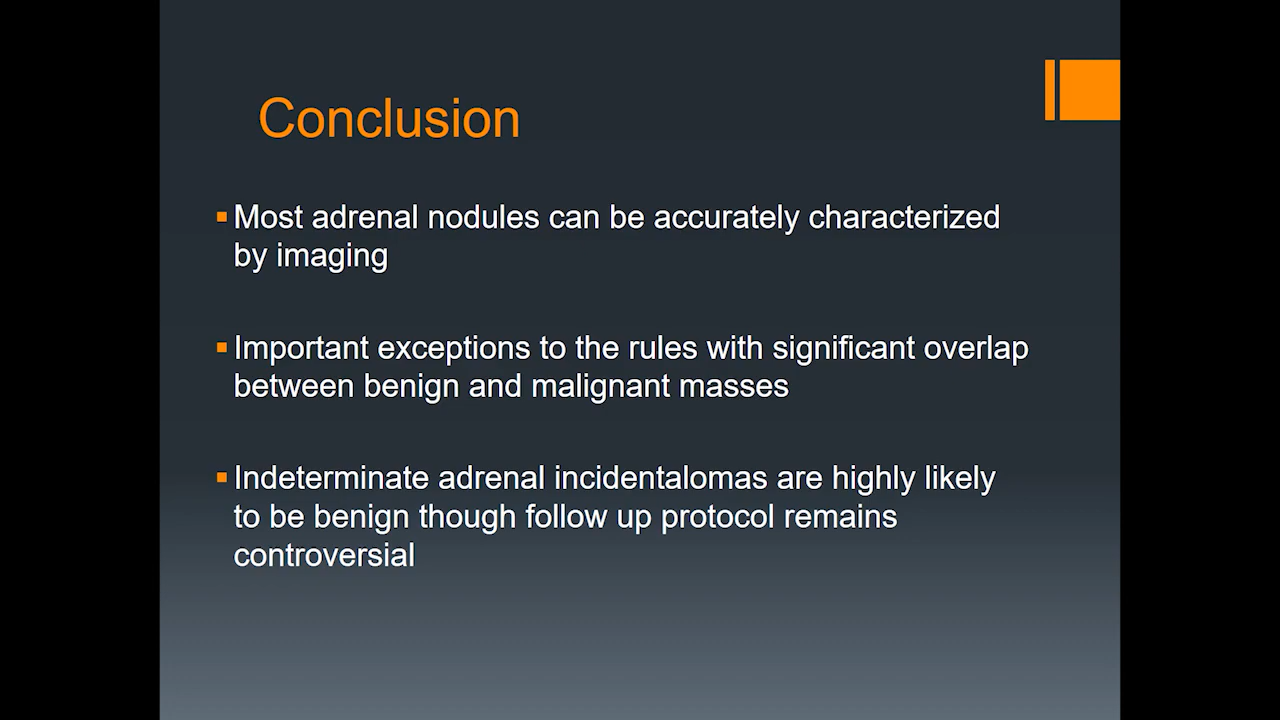 Conclusion
Most adrenal nodules can be accurately characterized
by imaging
Important exceptions to the rules with significant overlap
between benign and malignant masses
Indeterminate adrenal incidentalomas are highly likely
to be benign though follow up protocol remains
controversial